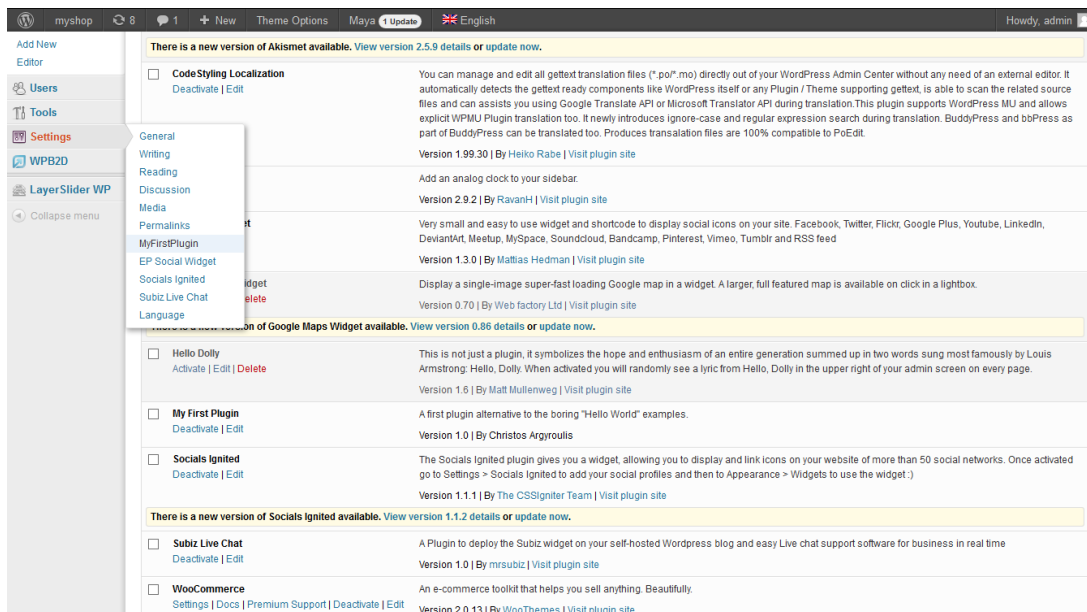 myshop 8 1 + New Theme Options Maya 1 Update English Howdy, admin
Add New
Editor
Users
Tools
Settings
WPB2D
LayerSlider WP
Collapse menu
General
Writing
Reading
Discussion
Media
Permalinks
MyFirstPlugin
EP Social Widget
Socials Ignited
Subiz Live Chat
Language
There is a new version of Akismet available. View version 2.5.9 details or update now.
CodeStyling Localization
Deactivate | Edit
You can manage and edit all gettext translation files (*.po/*.mo) directly out of your WordPress Admin Center without any need of an external editor. It
automatically detects the gettext ready components like WordPress itself or any Plugin / Theme supporting gettext, is able to scan the related source
files and can assists you using Google Translate API or Microsoft Translator API during translation.This plugin supports WordPress MU and allows
explicit WPMU Plugin translation too. It newly introduces ignore-case and regular expression search during translation. BuddyPress and bbPress as
part of BuddyPress can be translated too. Produces transalation files are 100% compatible to PoEdit.
Version 1.99.30 | By Heiko Rabe | Visit plugin site
Add an analog clock to your sidebar.
Version 2.9.2 | By RavanH | Visit plugin site
et
Very small and easy to use widget and shortcode to display social icons on your site. Facebook, Twitter, Flickr, Google Plus, Youtube, LinkedIn,
DeviantArt, Meetup, MySpace, Soundcloud, Bandcamp, Pinterest, Vimeo, Tumblr and RSS feed
Version 1.3.0 | By Mattias Hedman | Visit plugin site
idget
elete
Display a single-image super-fast loading Google map in a widget. A larger, full featured map is available on click in a lightbox.
Version 0.70 | By Web factory Ltd | Visit plugin site
There is a new version of Google Maps Widget available. View version 0.86 details or update now.
Hello Dolly
Activate | Edit | Delete
This is not just a plugin, it symbolizes the hope and enthusiasm of an entire generation summed up in two words sung most famously by Louis
Armstrong: Hello, Dolly. When activated you will randomly see a lyric from Hello, Dolly in the upper right of your admin screen on every page.
Version 1.6 | By Matt Mullenweg | Visit plugin site
My First Plugin
Deactivate | Edit
A first plugin alternative to the boring "Hello World" examples.
Version 1.0 | By Christos Argyroulis
Socials Ignited
Deactivate | Edit
The Socials Ignited plugin gives you a widget, allowing you to display and link icons on your website of more than 50 social networks. Once activated
go to Settings > Socials Ignited to add your social profiles and then to Appearance > Widgets to use the widget :)
Version 1.1.1 | By The CSSIgniter Team | Visit plugin site
There is a new version of Socials Ignited available. View version 1.1.2 details or update now.
Subiz Live Chat
Deactivate | Edit
A Plugin to deploy the Subiz widget on your self-hosted Wordpress blog and easy Live chat support software for business in real time
Version 1.0 | By mrsubiz | Visit plugin site
WooCommerce
Settings | Docs | Premium Support | Deactivate | Edit
An e-commerce toolkit that helps you sell anything. Beautifully.
Version 2.0.13 | By WooThemes | Visit plugin site